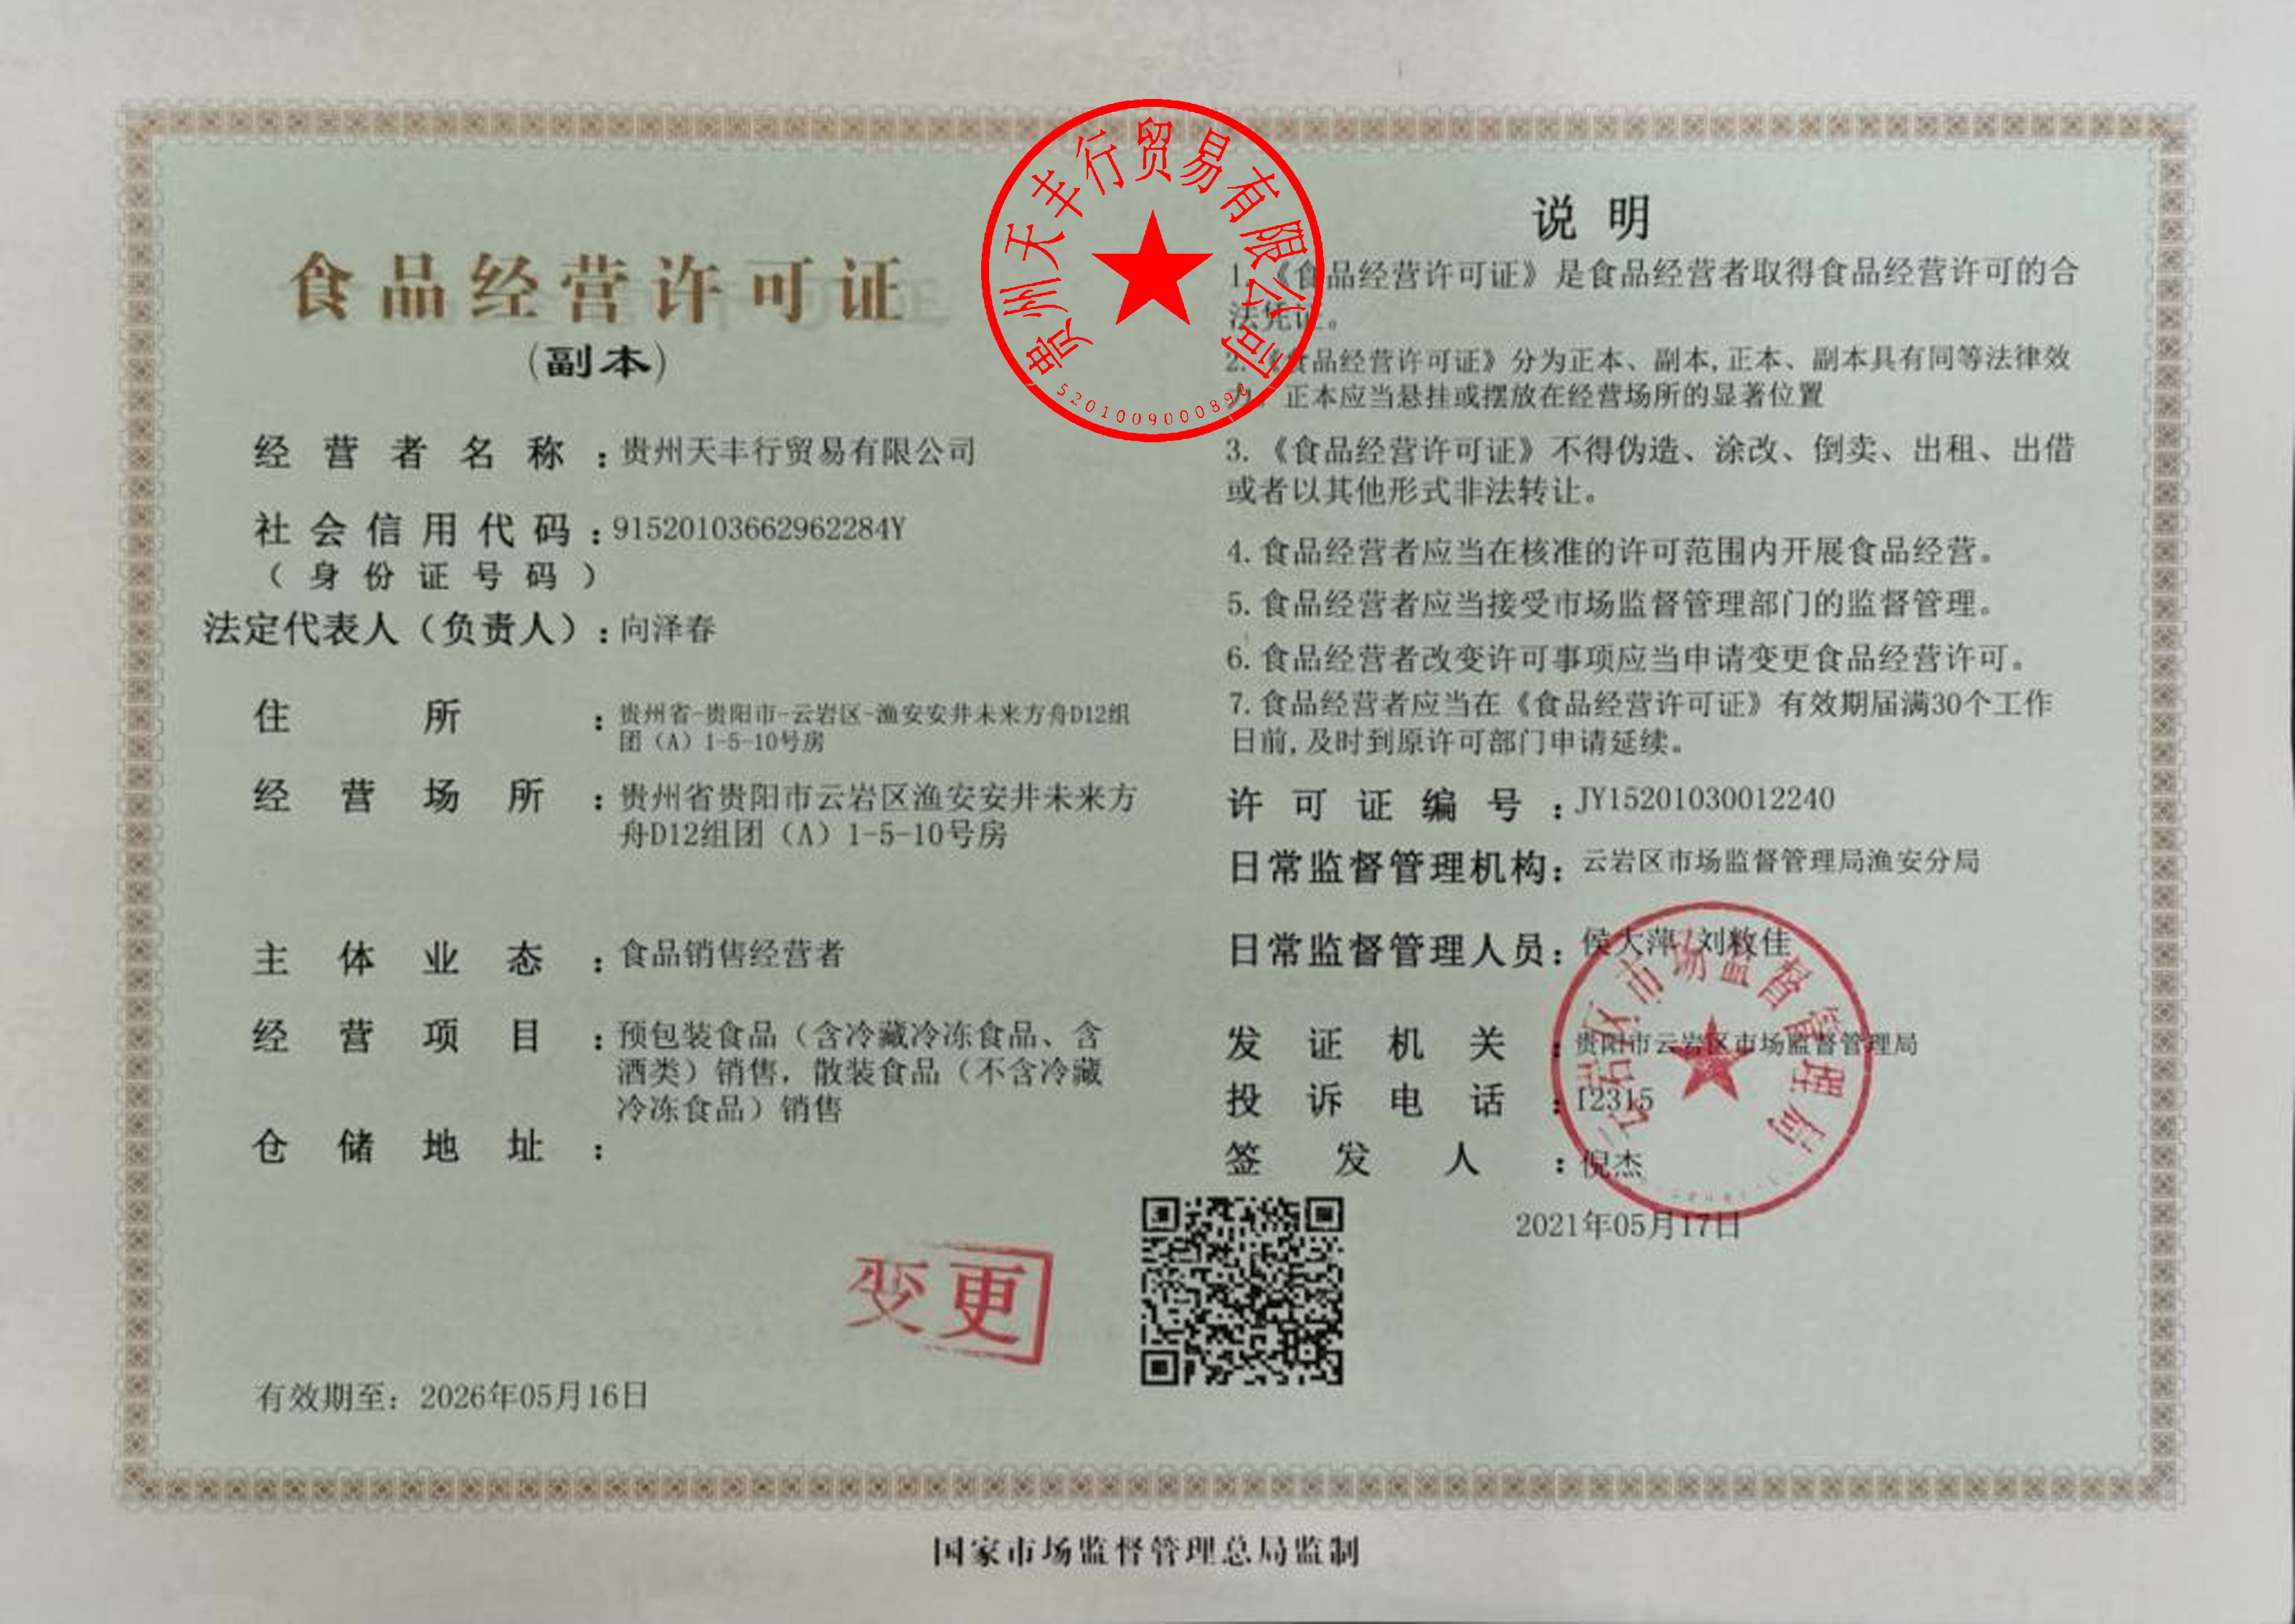 食品经营许可证
(副本)
经营者名称：贵州天丰行贸易有限公司
社会信用代码：91520103662962284Y
（身份证号码）
法定代表人（负责人）：向泽春
住所：贵州省-贵阳市-云岩区-渔安安井未来方舟D12组
团（A）1-5-10号房
经营场所：贵州省贵阳市云岩区渔安安井未来方
舟D12组团（A）1-5-10号房
主体业态：食品销售经营者
经营项目：预包装食品（含冷藏冷冻食品、含
酒类）销售，散装食品（不含冷藏
冷冻食品）销售
仓储地址：
变更
有效期至：2026年05月16日
贵州天丰行贸易有限公司
说明
1.《食品经营许可证》是食品经营者取得食品经营许可的合
法凭证。
2.《食品经营许可证》分为正本、副本,正本、副本具有同等法律效
力。正本应当悬挂或摆放在经营场所的显著位置
3.《食品经营许可证》不得伪造、涂改、倒卖、出租、出借
或者以其他形式非法转让。
4.食品经营者应当在核准的许可范围内开展食品经营。
5.食品经营者应当接受市场监督管理部门的监督管理。
6.食品经营者改变许可事项应当申请变更食品经营许可。
7.食品经营者应当在《食品经营许可证》有效期届满30个工作
日前,及时到原许可部门申请延续。
许可证编号：JY15201030012240
日常监督管理机构：云岩区市场监督管理局渔安分局
日常监督管理人员：侯大萍 刘数佳
发证机关：贵阳市云岩区市场监督管理局
投诉电话：12315
签发人：倪杰
云岩区市场监督管理局
2021年05月17日
国家市场监督管理总局监制